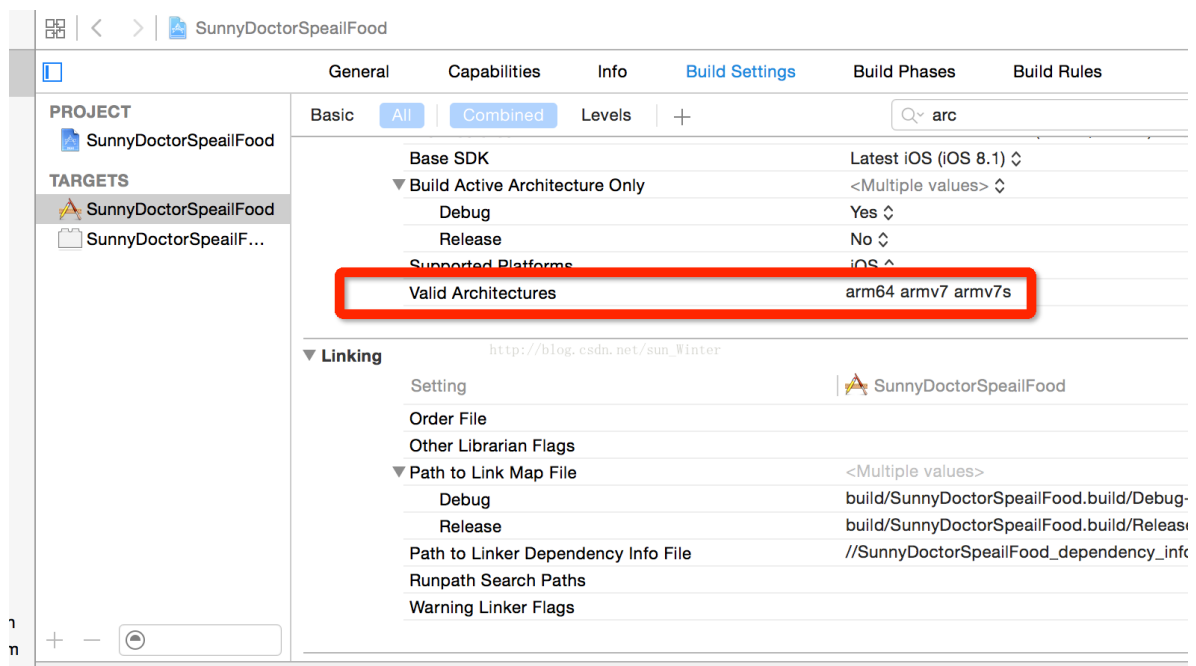 SunnyDoctorSpeailFood
General Capabilities Info Build Settings Build Phases Build Rules
PROJECT
SunnyDoctorSpeailFood
TARGETS
SunnyDoctorSpeailFood
SunnyDoctorSpeailF...
Basic All Combined Levels arc
Base SDK Latest iOS (iOS 8.1)
Build Active Architecture Only <Multiple values>
Debug Yes
Release No
Supported Platforms iOS
Valid Architectures arm64 armv7 armv7s
http://blog.csdn.net/sun_Winter
Linking
Setting SunnyDoctorSpeailFood
Order File
Other Librarian Flags
Path to Link Map File <Multiple values>
Debug build/SunnyDoctorSpeailFood.build/Debug-
Release build/SunnyDoctorSpeailFood.build/Release
Path to Linker Dependency Info File //SunnyDoctorSpeailFood_dependency_info
Runpath Search Paths
Warning Linker Flags
n
m